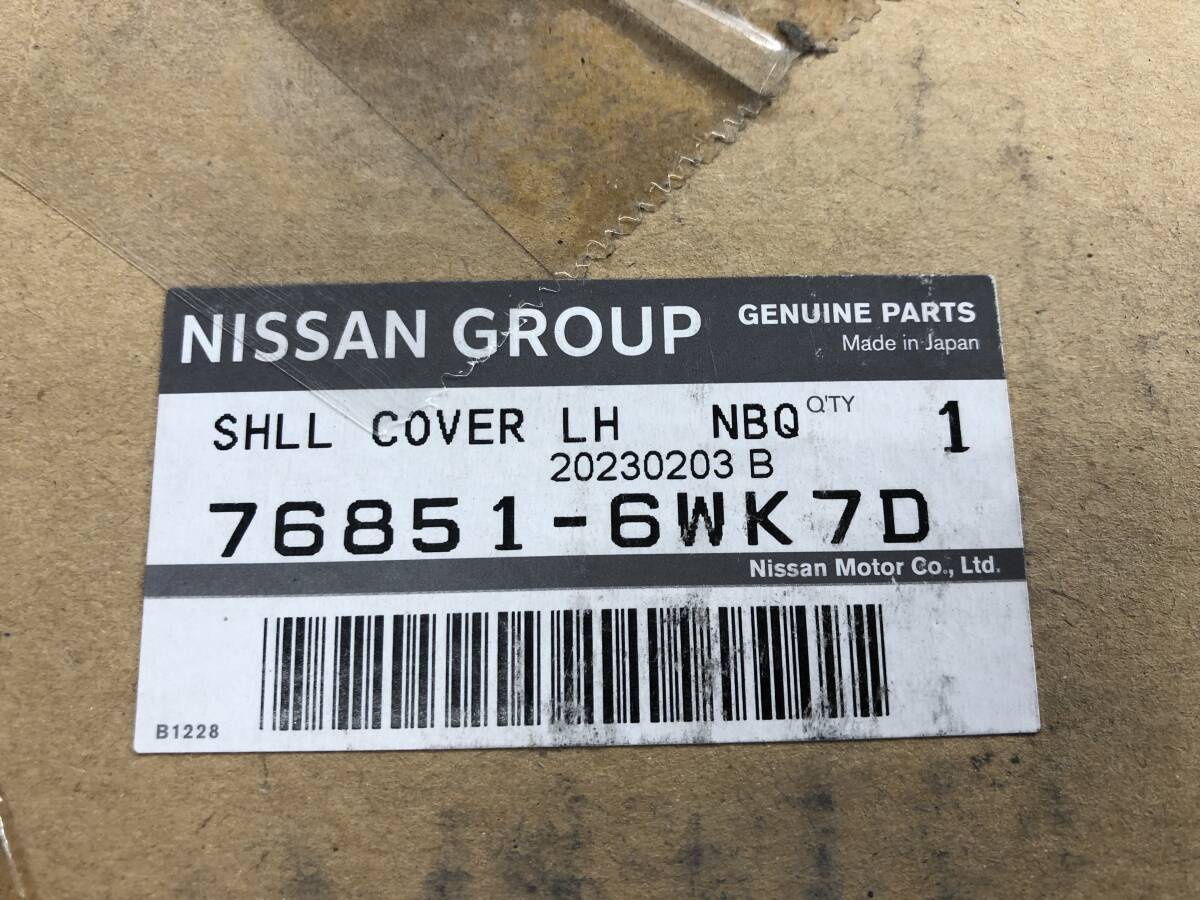 NISSAN GROUP GENUINE PARTS
Made in Japan
SHLL COVER LH NBQ Q'TY 1
20230203 B
76851-6WK7D
Nissan Motor Co., Ltd.
B1228